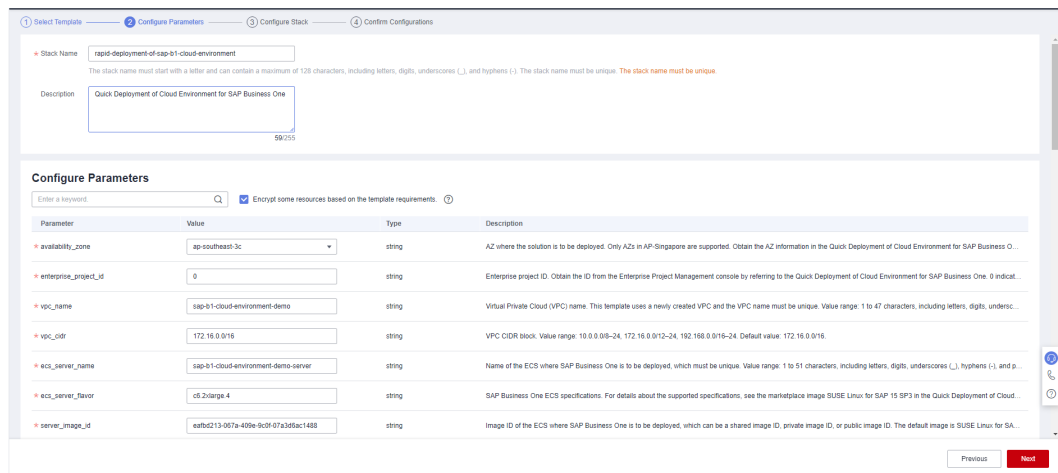 1 Select Template 2 Configure Parameters 3 Configure Stack 4 Confirm Configurations
* Stack Name rapid-deployment-of-sap-b1-cloud-environment
The stack name must start with a letter and can contain a maximum of 128 characters, including letters, digits, underscores (_), and hyphens (-). The stack name must be unique. The stack name must be unique.
Description Quick Deployment of Cloud Environment for SAP Business One
59/255
Configure Parameters
Enter a keyword. Encrypt some resources based on the template requirements. ?
Parameter Value Type Description
* availability_zone ap-southeast-3c string AZ where the solution is to be deployed. Only AZs in AP-Singapore are supported. Obtain the AZ information in the Quick Deployment of Cloud Environment for SAP Business O...
* enterprise_project_id 0 string Enterprise project ID. Obtain the ID from the Enterprise Project Management console by referring to the Quick Deployment of Cloud Environment for SAP Business One. 0 indicat...
* vpc_name sap-b1-cloud-environment-demo string Virtual Private Cloud (VPC) name. This template uses a newly created VPC and the VPC name must be unique. Value range: 1 to 47 characters, including letters, digits, undersc...
* vpc_cidr 172.16.0.0/16 string VPC CIDR block. Value range: 10.0.0.0/8–24, 172.16.0.0/12–24, 192.168.0.0/16–24. Default value: 172.16.0.0/16.
* ecs_server_name sap-b1-cloud-environment-demo-server string Name of the ECS where SAP Business One is to be deployed, which must be unique. Value range: 1 to 51 characters, including letters, digits, underscores (_), hyphens (-), and p...
* ecs_server_flavor c6.2xlarge.4 string SAP Business One ECS specifications. For details about the supported specifications, see the marketplace image SUSE Linux for SAP 15 SP3 in the Quick Deployment of Cloud...
* server_image_id eafbd213-067a-409e-9c0f-07a3d6ac1488 string Image ID of the ECS where SAP Business One is to be deployed, which can be a shared image ID, private image ID, or public image ID. The default image is SUSE Linux for SA...
Previous Next